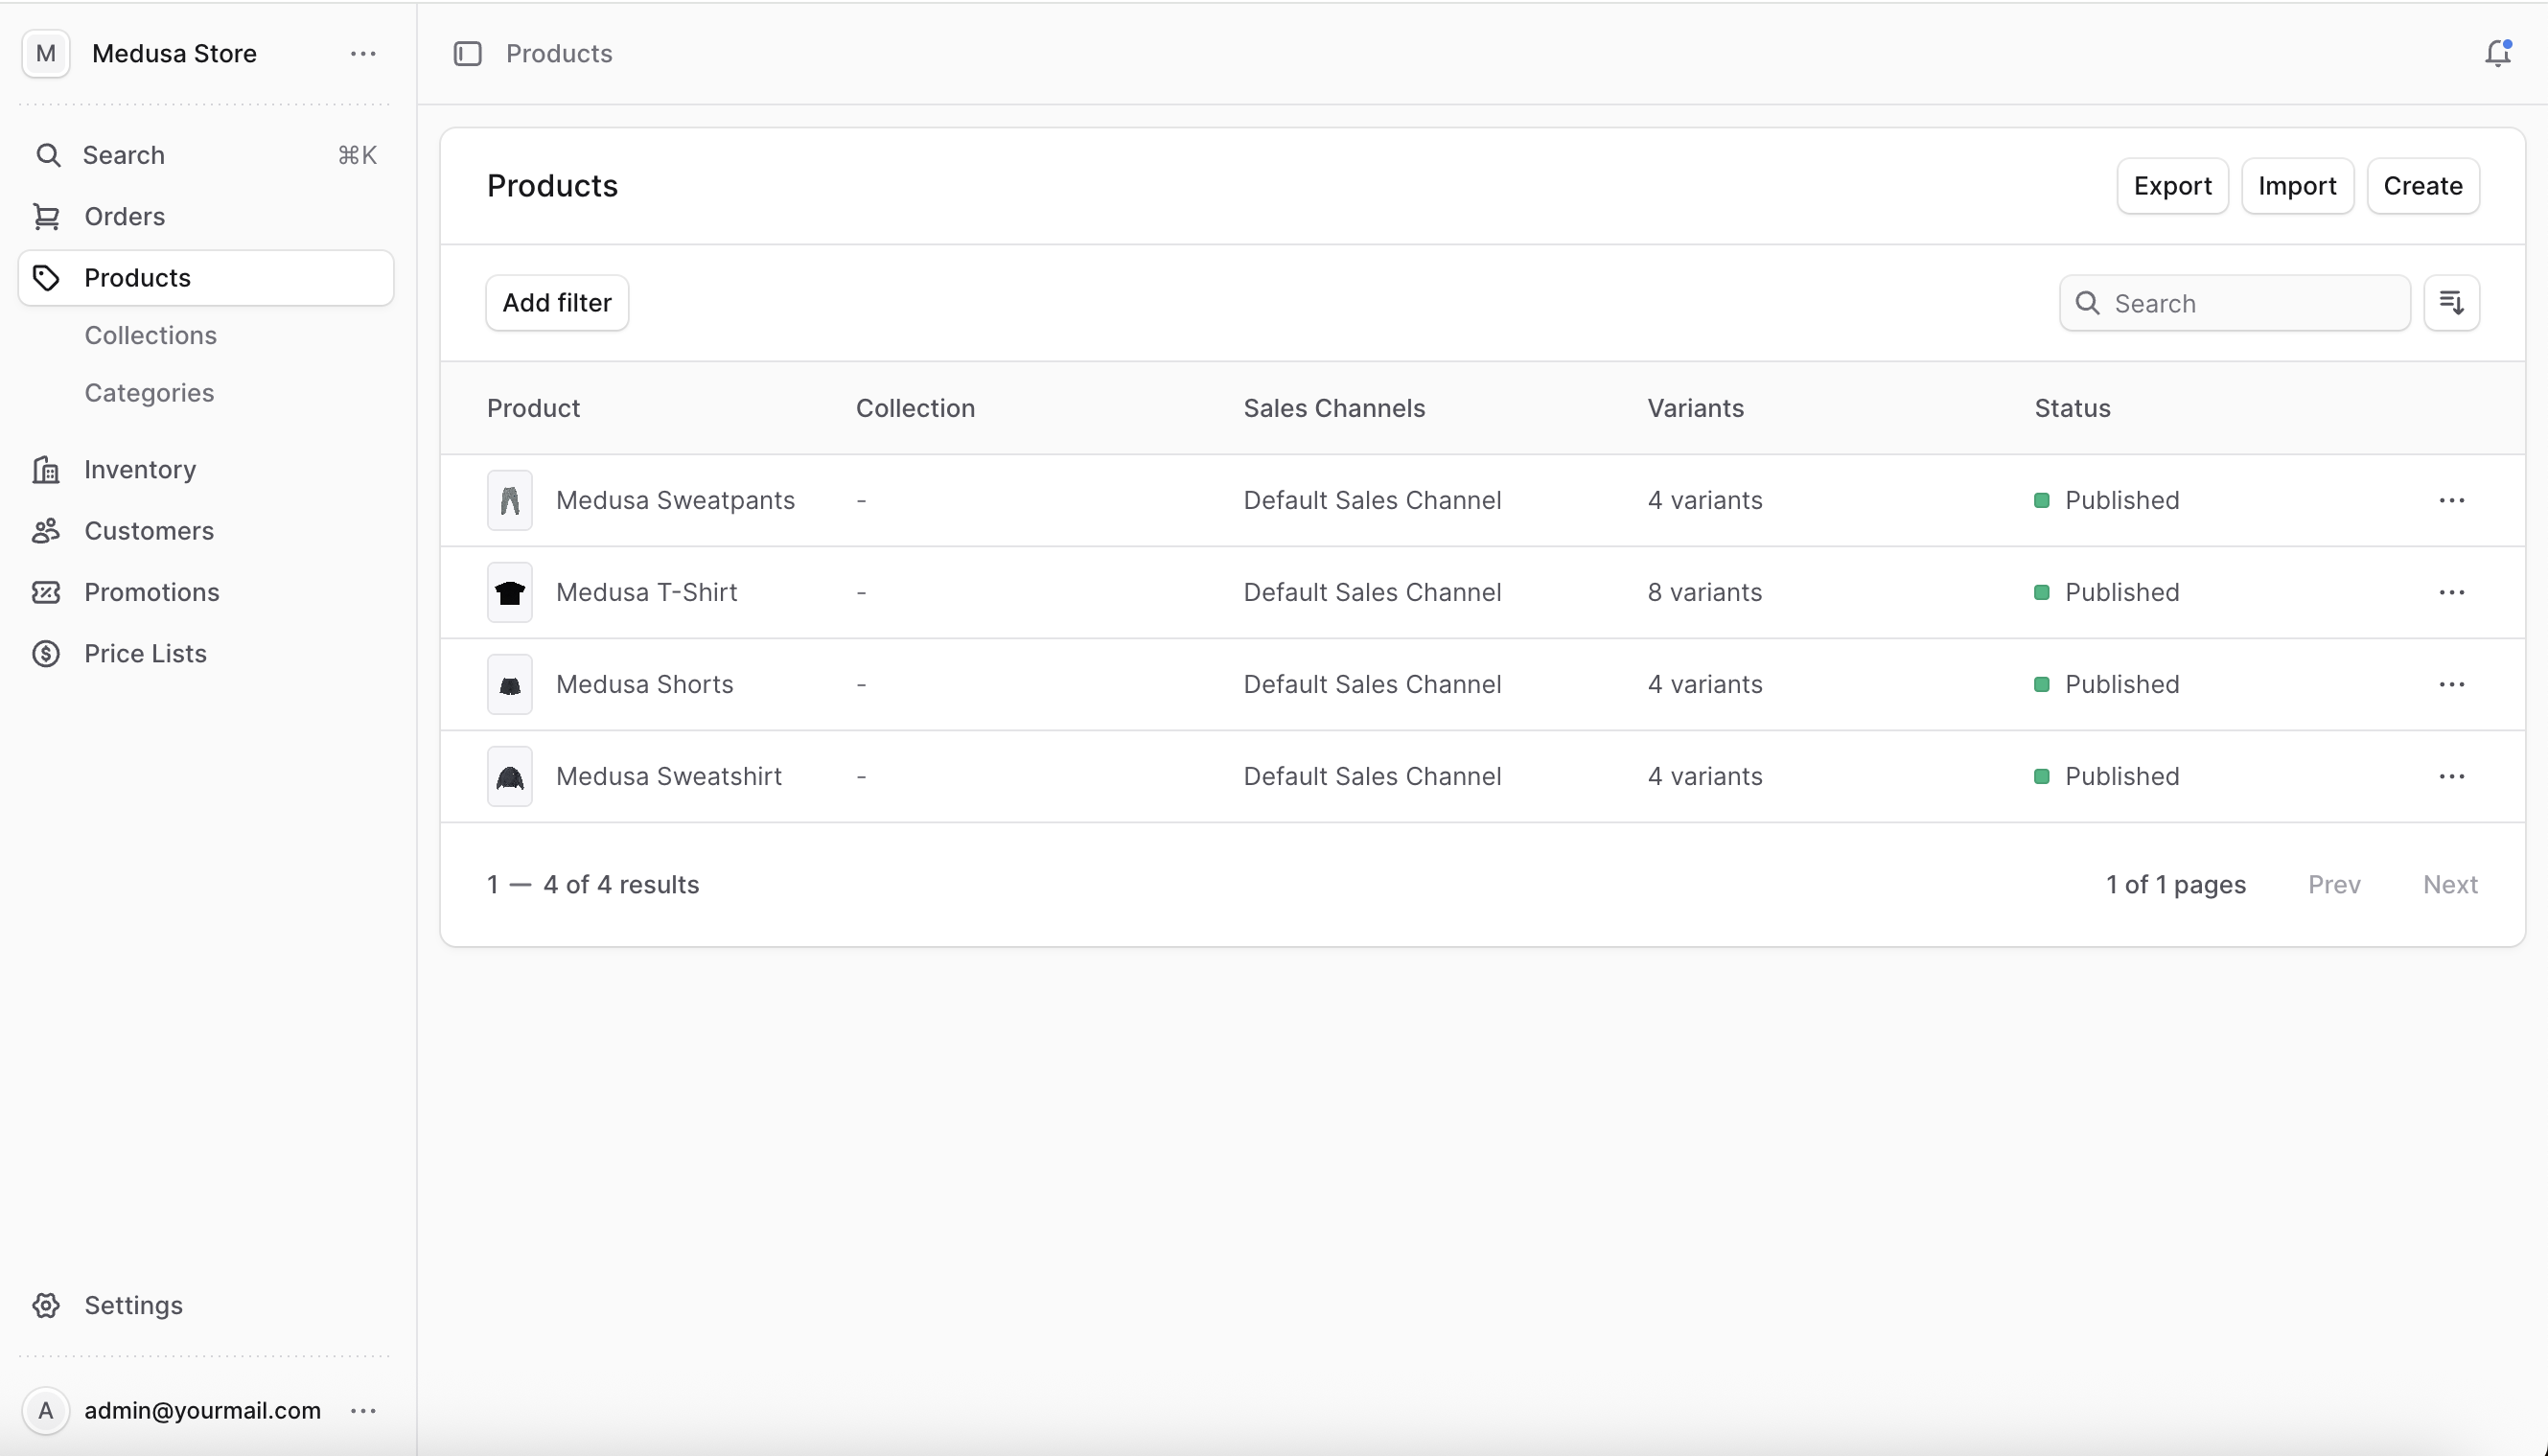 M Medusa Store
Search ⌘K
Orders
Products
Collections
Categories
Inventory
Customers
Promotions
Price Lists
Settings
A admin@yourmail.com
Products
Products
Export Import Create
Add filter
Search
Product Collection Sales Channels Variants Status
Medusa Sweatpants - Default Sales Channel 4 variants Published
Medusa T-Shirt - Default Sales Channel 8 variants Published
Medusa Shorts - Default Sales Channel 4 variants Published
Medusa Sweatshirt - Default Sales Channel 4 variants Published
1 — 4 of 4 results 1 of 1 pages Prev Next